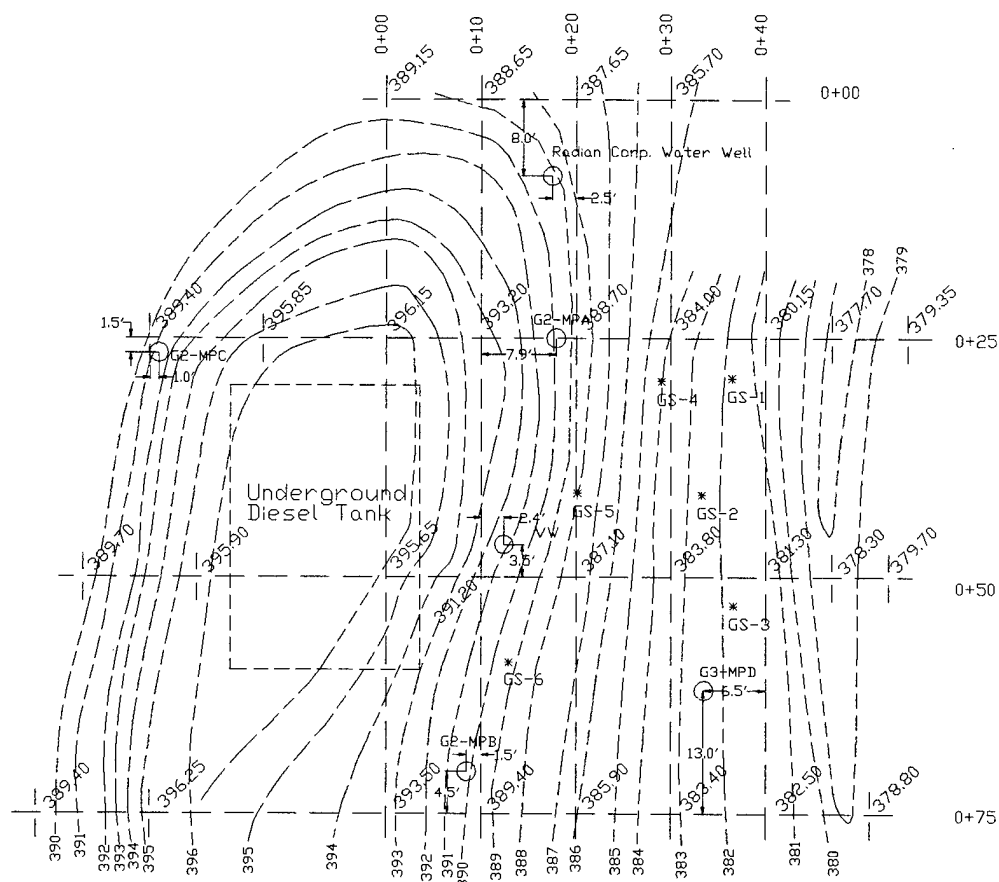 0+00 0+10 0+20 0+30 0+40
389.15 388.65 387.65 385.70
0+00
8.0'
Radian Corp. Water Well
2.5'
378 379
389.40 395.85 396.15 393.20 388.70 384.00 380.15 377.70 379.35
1.5'
G2-MPA
0+25
G2-MPC
7.9'
1.0'
GS-4 GS-1
Underground
Diesel Tank
GS-5 GS-2
2.4'
VW
3.5'
389.70 395.90 395.65 391.20 387.10 383.80 381.30 378.30 379.70
0+50
GS-3
GS-6
G3-MPD
6.5'
G2-MPB
1.5'
13.0'
4.5'
389.40 396.25 393.50 389.40 385.90 383.40 382.50 378.80
0+75
390 391 392 393 394 395 396 395 394 393 392 391 390 389 388 387 386 385 384 383 382 381 380